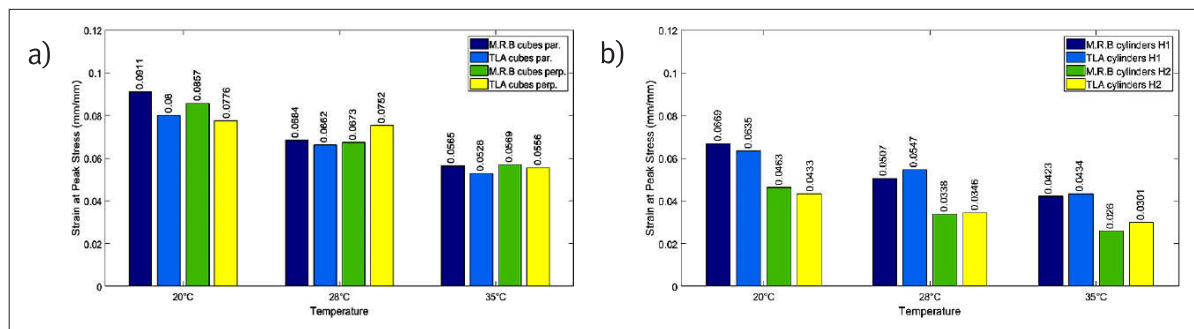 a)
0.12
0.1
0.08
0.06
0.04
0.02
0
Strain at Peak Stress (mm/mm)
M.R.B cubes par.
TLA cubes par.
M.R.B cubes perp.
TLA cubes perp.
0.0911
0.08
0.0857
0.0776
0.0684
0.0662
0.0673
0.0752
0.0565
0.0528
0.0569
0.0556
20°C
28°C
35°C
Temperature
b)
0.12
0.1
0.08
0.06
0.04
0.02
0
Strain at Peak Stress (mm/mm)
M.R.B cylinders H1
TLA cylinders H1
M.R.B cylinders H2
TLA cylinders H2
0.0669
0.0635
0.0463
0.0433
0.0507
0.0547
0.0338
0.0346
0.0423
0.0434
0.026
0.0301
20°C
28°C
35°C
Temperature